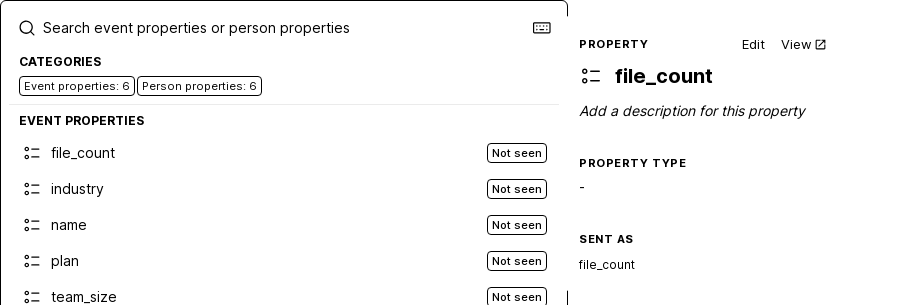 Search event properties or person properties
CATEGORIES
Event properties: 6 Person properties: 6
EVENT PROPERTIES
file_count Not seen
industry Not seen
name Not seen
plan Not seen
team_size Not seen
PROPERTY Edit View
file_count
Add a description for this property
PROPERTY TYPE
-
SENT AS
file_count